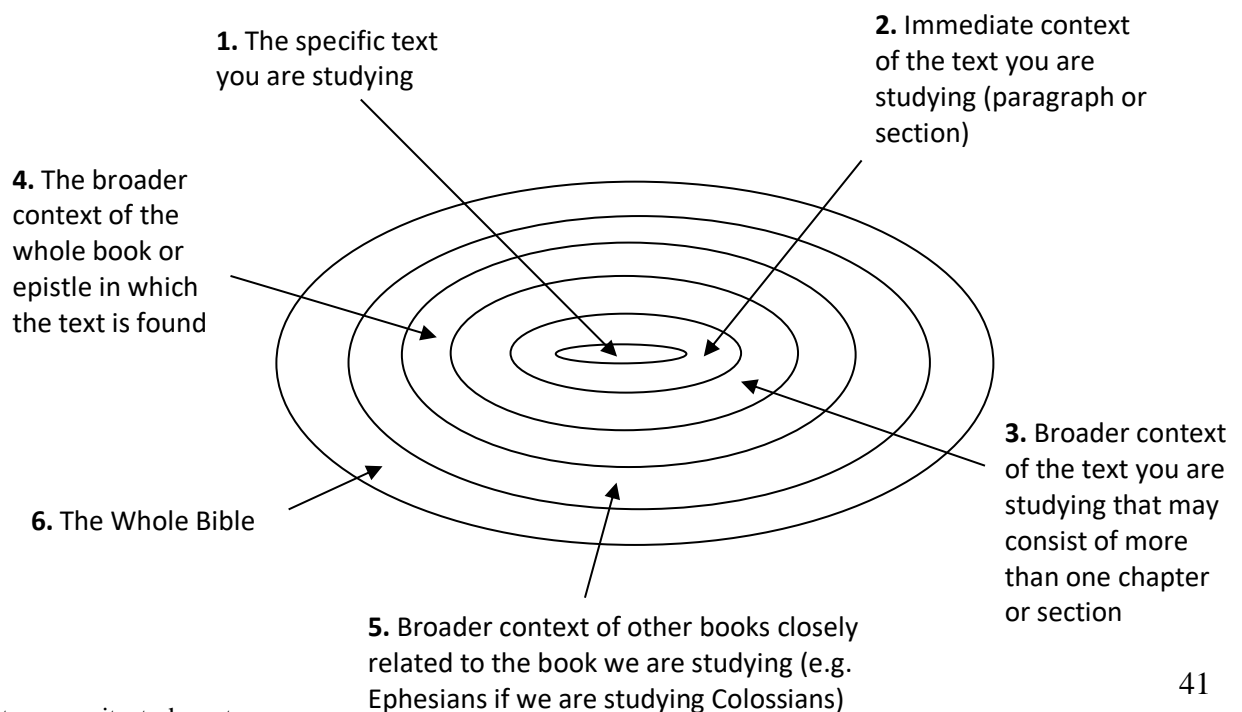 1. The specific text
you are studying
2. Immediate context
of the text you are
studying (paragraph or
section)
4. The broader
context of the
whole book or
epistle in which
the text is found
3. Broader context
of the text you are
studying that may
consist of more
than one chapter
or section
6. The Whole Bible
5. Broader context of other books closely
related to the book we are studying (e.g.
Ephesians if we are studying Colossians)
41